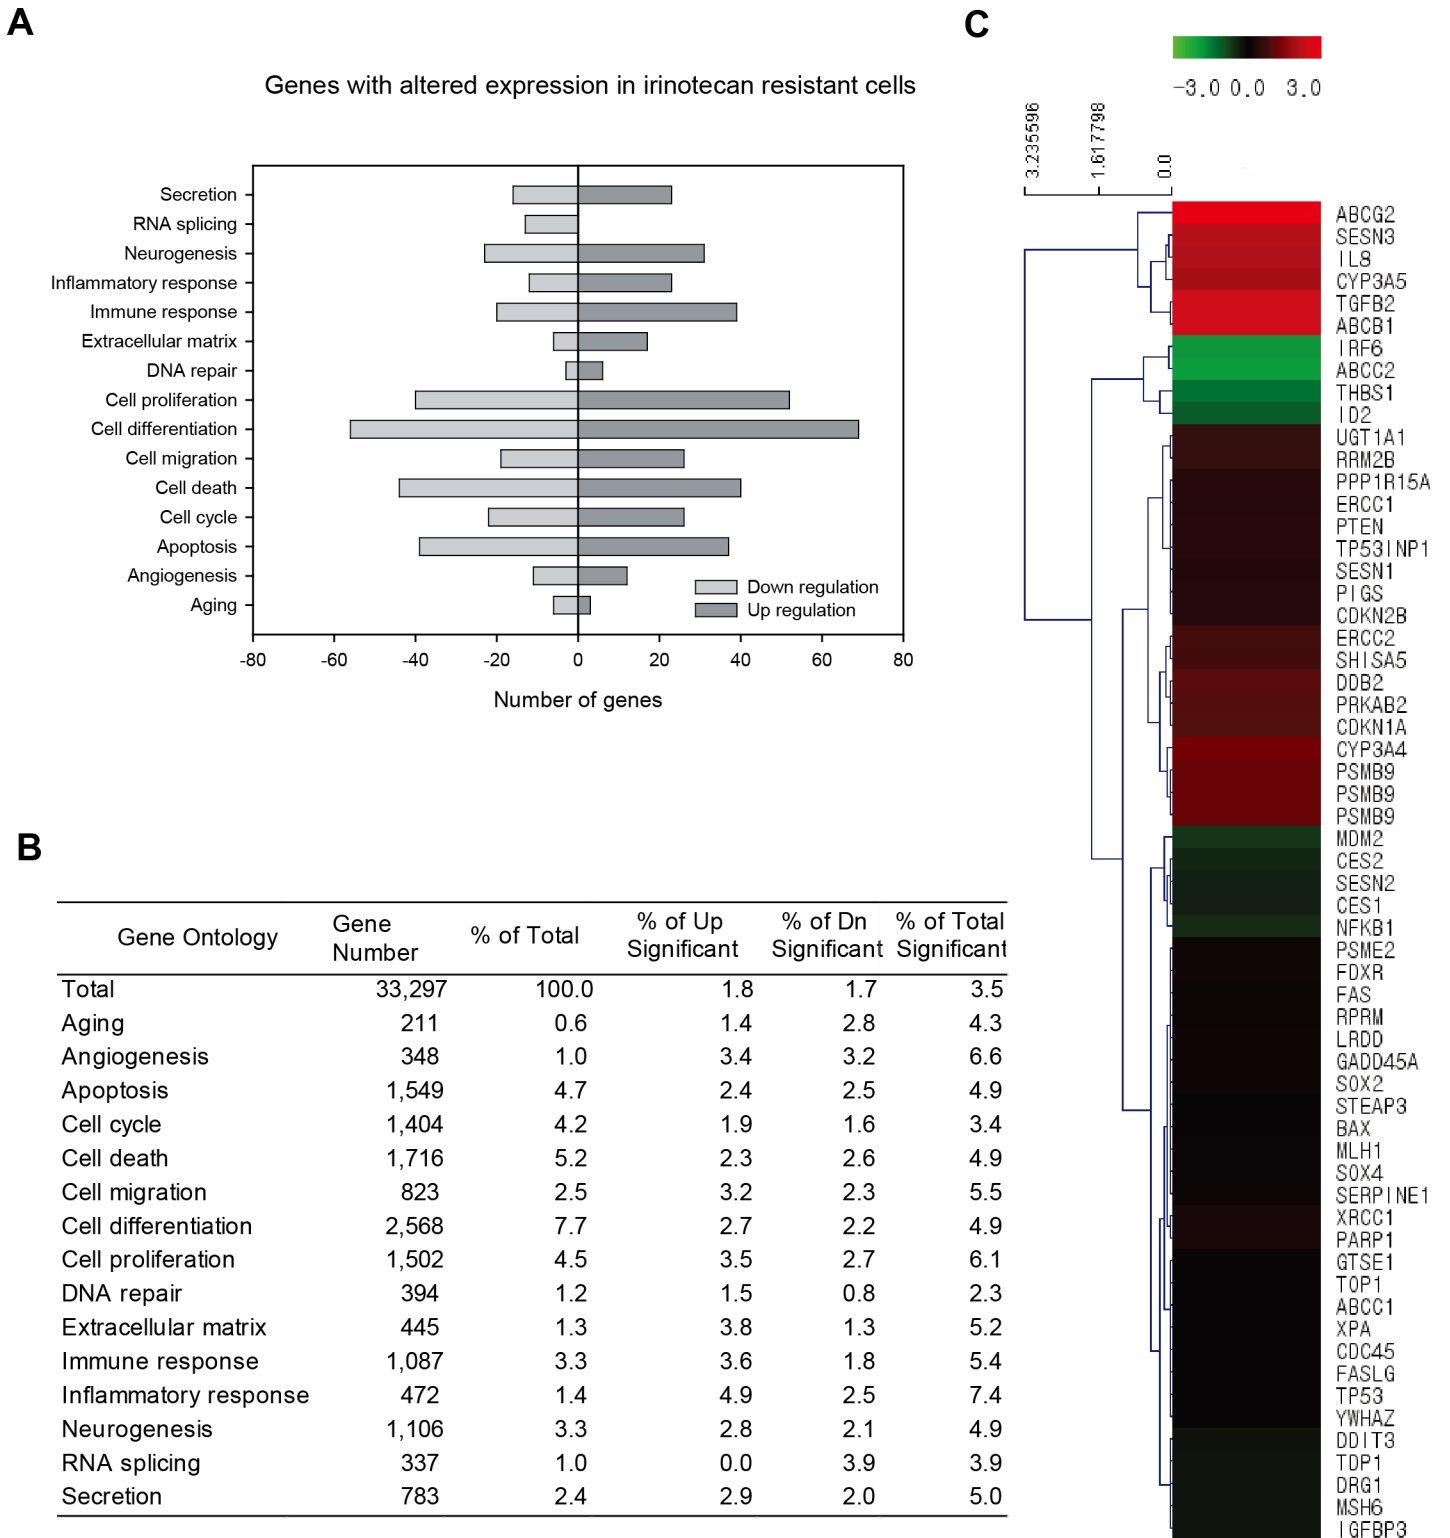 A
Genes with altered expression in irinotecan resistant cells
Secretion
RNA splicing
Neurogenesis
Inflammatory response
Immune response
Extracellular matrix
DNA repair
Cell proliferation
Cell differentiation
Cell migration
Cell death
Cell cycle
Apoptosis
Angiogenesis
Aging
Down regulation
Up regulation
-80 -60 -40 -20 0 20 40 60 80
Number of genes
B
Gene Ontology Gene Number % of Total % of Up Significant % of Dn Significant % of Total Significant
Total 33,297 100.0 1.8 1.7 3.5
Aging 211 0.6 1.4 2.8 4.3
Angiogenesis 348 1.0 3.4 3.2 6.6
Apoptosis 1,549 4.7 2.4 2.5 4.9
Cell cycle 1,404 4.2 1.9 1.6 3.4
Cell death 1,716 5.2 2.3 2.6 4.9
Cell migration 823 2.5 3.2 2.3 5.5
Cell differentiation 2,568 7.7 2.7 2.2 4.9
Cell proliferation 1,502 4.5 3.5 2.7 6.1
DNA repair 394 1.2 1.5 0.8 2.3
Extracellular matrix 445 1.3 3.8 1.3 5.2
Immune response 1,087 3.3 3.6 1.8 5.4
Inflammatory response 472 1.4 4.9 2.5 7.4
Neurogenesis 1,106 3.3 2.8 2.1 4.9
RNA splicing 337 1.0 0.0 3.9 3.9
Secretion 783 2.4 2.9 2.0 5.0
C
-3.0 0.0 3.0
3.235596
1.617798
0.0
ABCG2
SESN3
IL8
CYP3A5
TGFB2
ABCB1
IRF6
ABCC2
THBS1
ID2
UGT1A1
RRM2B
PPP1R15A
ERCC1
PTEN
TP53INP1
SESN1
PIGS
CDKN2B
ERCC2
SHISA5
DDB2
PRKAB2
CDKN1A
CYP3A4
PSMB9
PSMB9
PSMB9
MDM2
CES2
SESN2
CES1
NFKB1
PSME2
FDXR
FAS
RPRM
LRDD
GADD45A
SOX2
STEAP3
BAX
MLH1
SOX4
SERPINE1
XRCC1
PARP1
GTSE1
TOP1
ABCC1
XPA
CDC45
FASLG
TP53
YWHAZ
DDIT3
TDP1
DRG1
MSH6
IGFBP3